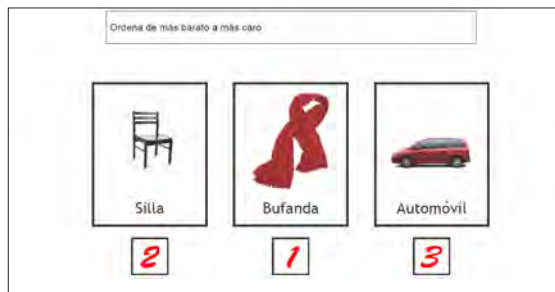 Ordena de más barato a más caro
Silla
Bufanda
Automóvil
2
1
3